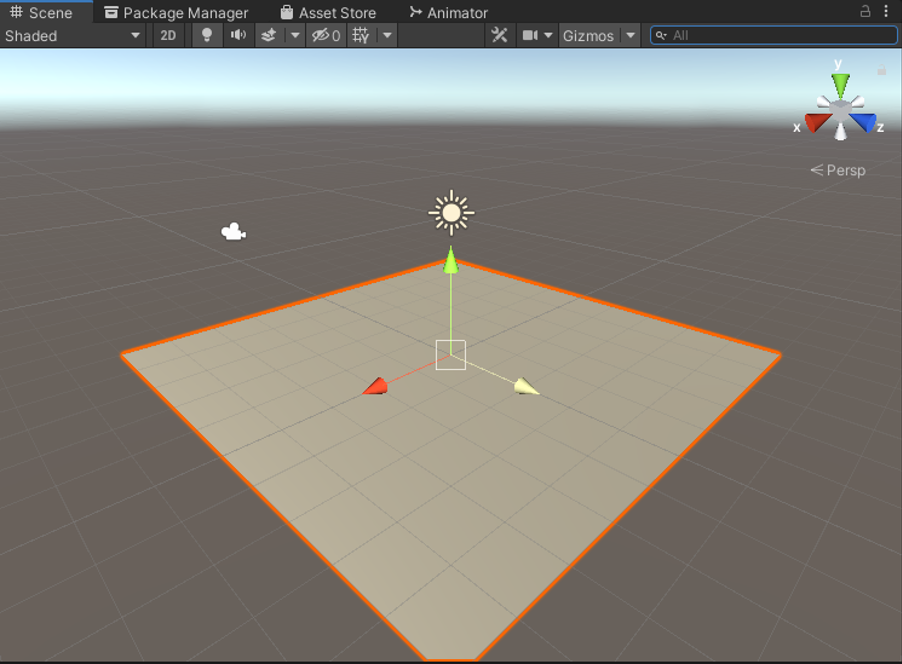 Scene Package Manager Asset Store Animator
Shaded 2D 0 Gizmos All
y
x z
Persp